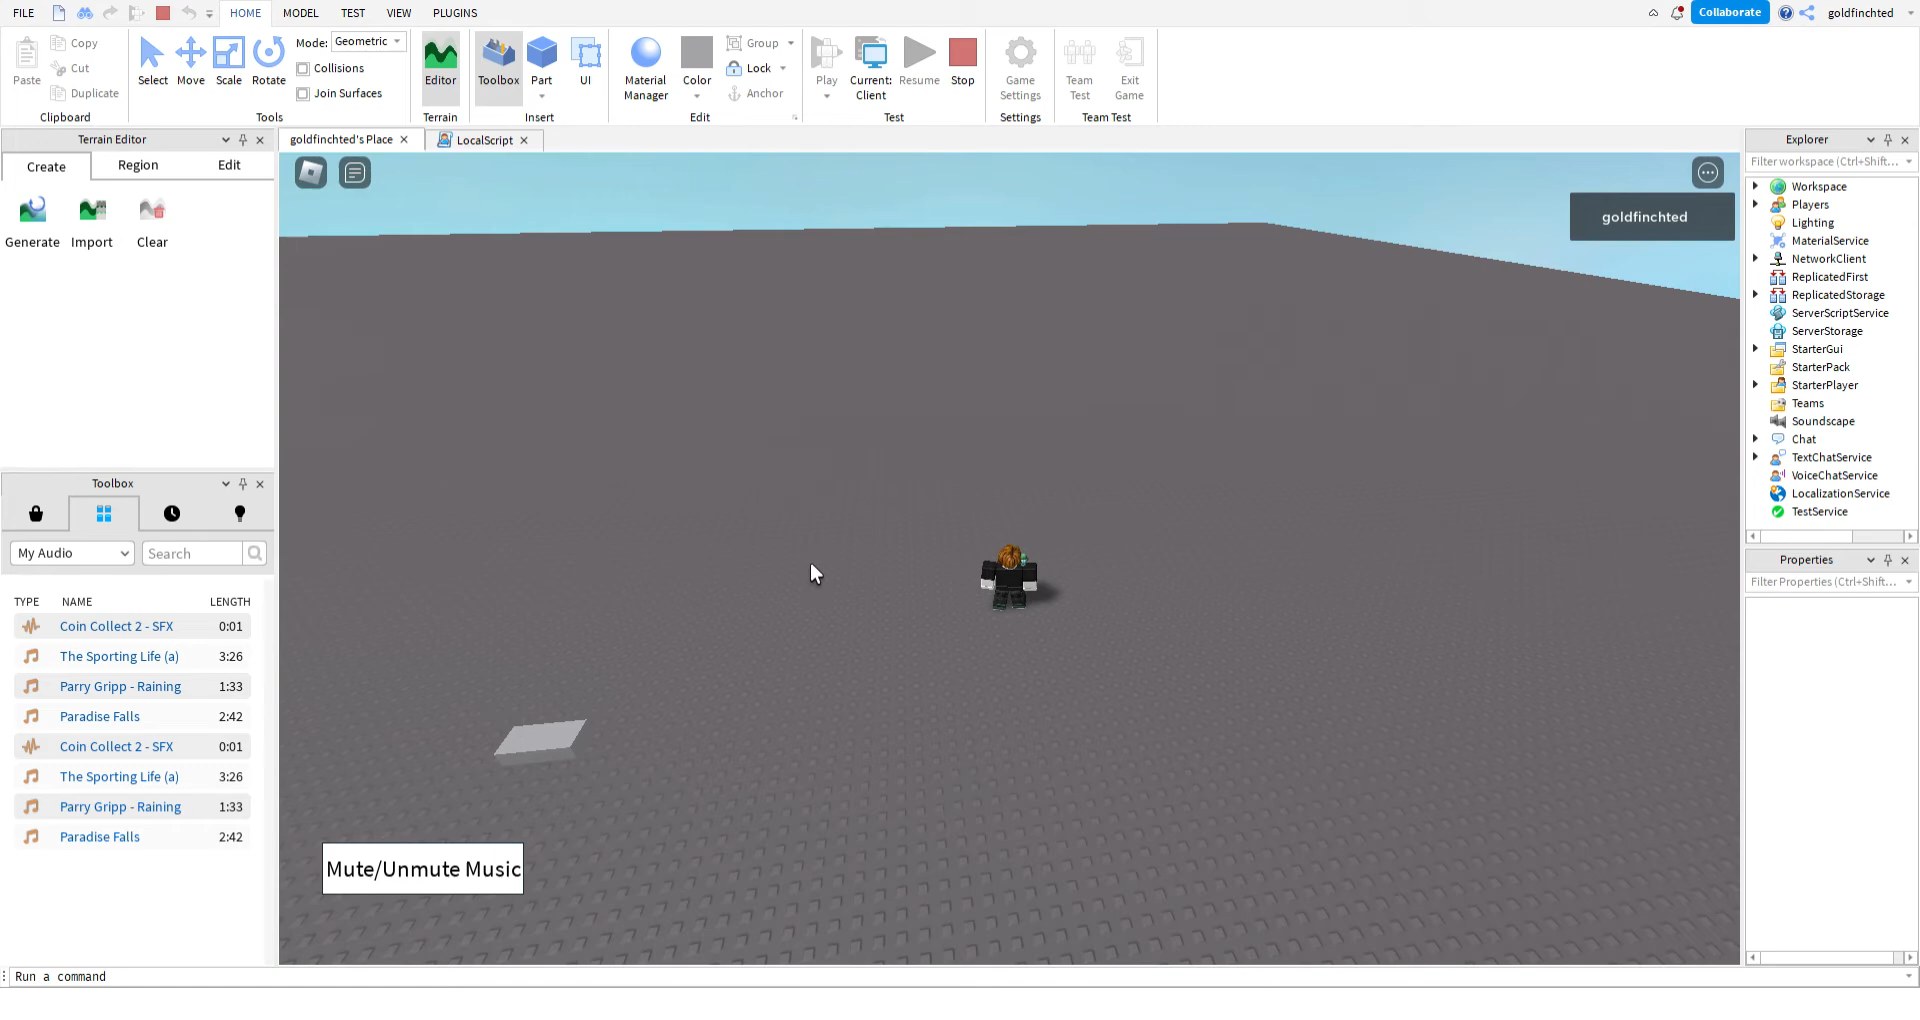 FILE HOME MODEL TEST VIEW PLUGINS Collaborate goldfinchted
Paste Copy Cut Duplicate
Clipboard
Select Move Scale Rotate
Mode: Geometric
Collisions
Join Surfaces
Tools
Editor
Terrain
Toolbox Part UI
Insert
Material Manager Color
Group
Lock
Anchor
Edit
Play Current: Client Resume Stop
Test
Game Settings
Settings
Team Test Exit Game
Team Test
Terrain Editor
Create Region Edit
Generate Import Clear
Toolbox
My Audio Search
TYPE NAME LENGTH
Coin Collect 2 - SFX 0:01
The Sporting Life (a) 3:26
Parry Gripp - Raining 1:33
Paradise Falls 2:42
Coin Collect 2 - SFX 0:01
The Sporting Life (a) 3:26
Parry Gripp - Raining 1:33
Paradise Falls 2:42
goldfinchted's Place LocalScript
goldfinchted
Mute/Unmute Music
Explorer
Filter workspace (Ctrl+Shift...
Workspace
Players
Lighting
MaterialService
NetworkClient
ReplicatedFirst
ReplicatedStorage
ServerScriptService
ServerStorage
StarterGui
StarterPack
StarterPlayer
Teams
Soundscape
Chat
TextChatService
VoiceChatService
LocalizationService
TestService
Properties
Filter Properties (Ctrl+Shift...
Run a command